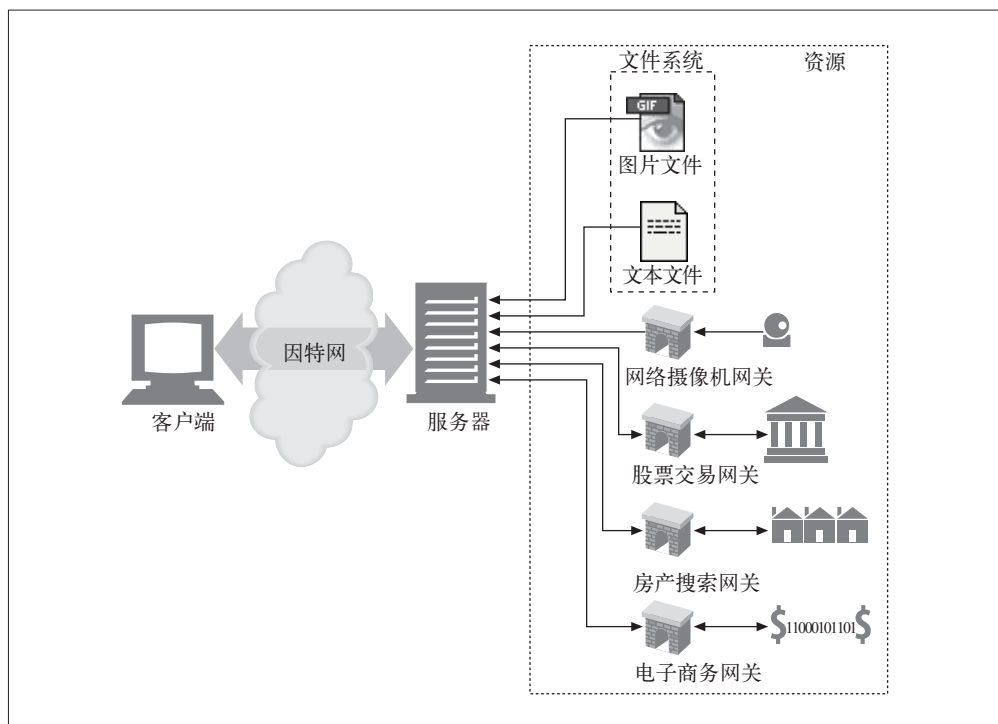 文件系统
资源
GIF
图片文件
文本文件
因特网
客户端
服务器
网络摄像机网关
股票交易网关
房产搜索网关
$11000101101$
电子商务网关